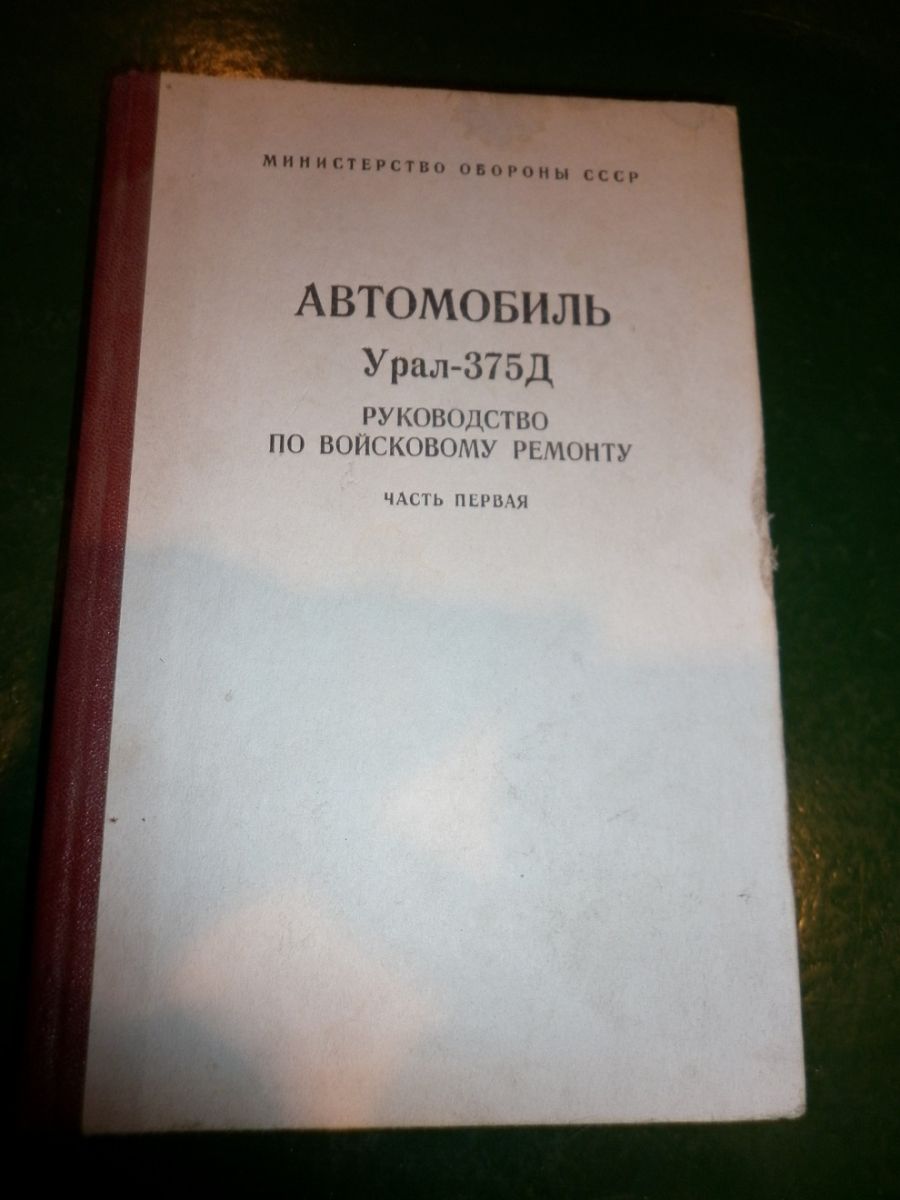 МИНИСТЕРСТВО ОБОРОНЫ СССР
АВТОМОБИЛЬ
Урал-375Д
РУКОВОДСТВО
ПО ВОЙСКОВОМУ РЕМОНТУ
ЧАСТЬ ПЕРВАЯ